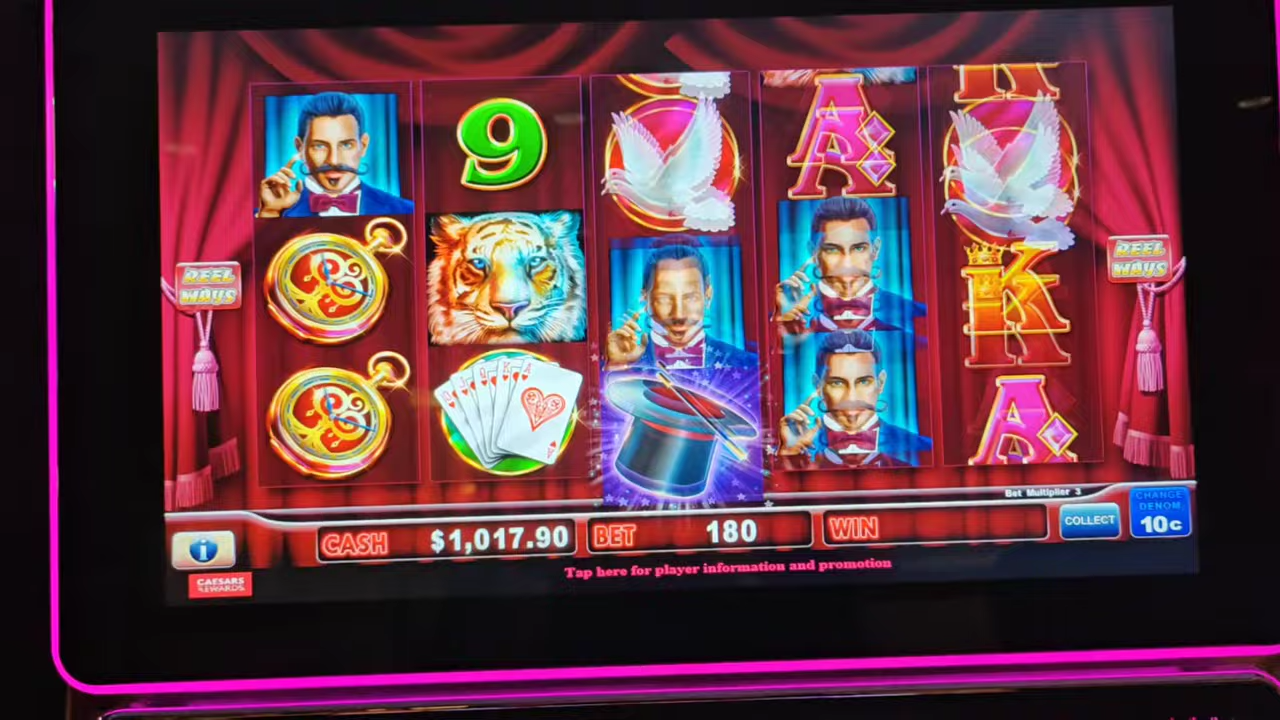 9
A
K
REEL
WAYS
REEL
WAYS
K
A
Bet Multiplier 3
CHANGE
DENOM
10¢
COLLECT
CASH $1,017.90
BET 180
WIN
Tap here for player information and promotion
i
CAESARS
REWARDS